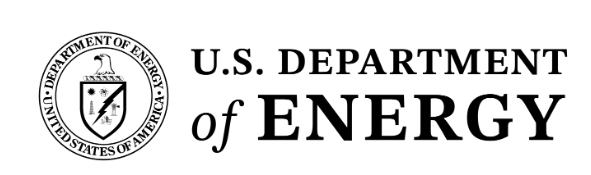 DEPARTMENT OF ENERGY
UNITED STATES OF AMERICA
U.S. DEPARTMENT
of ENERGY